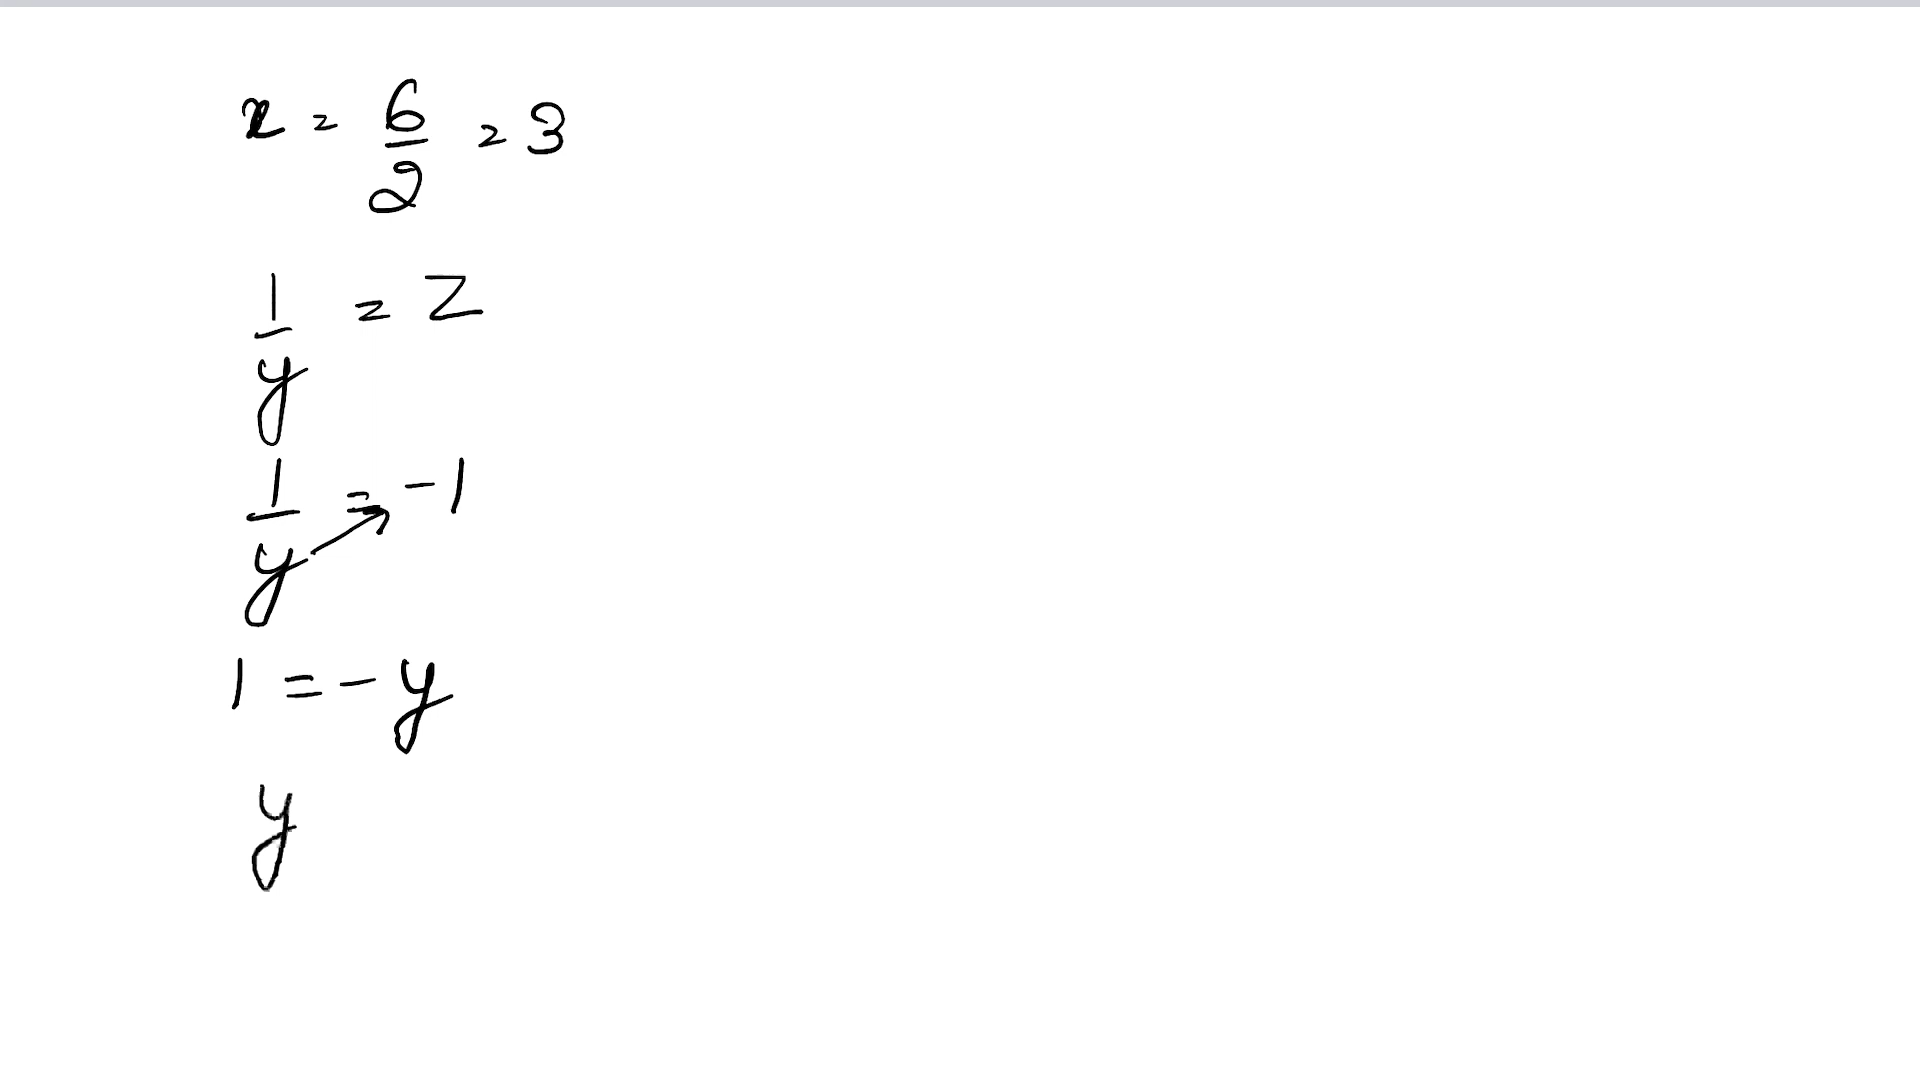 x = 6/2 = 3
1/y = z
1/y = -1
1 = -y
y